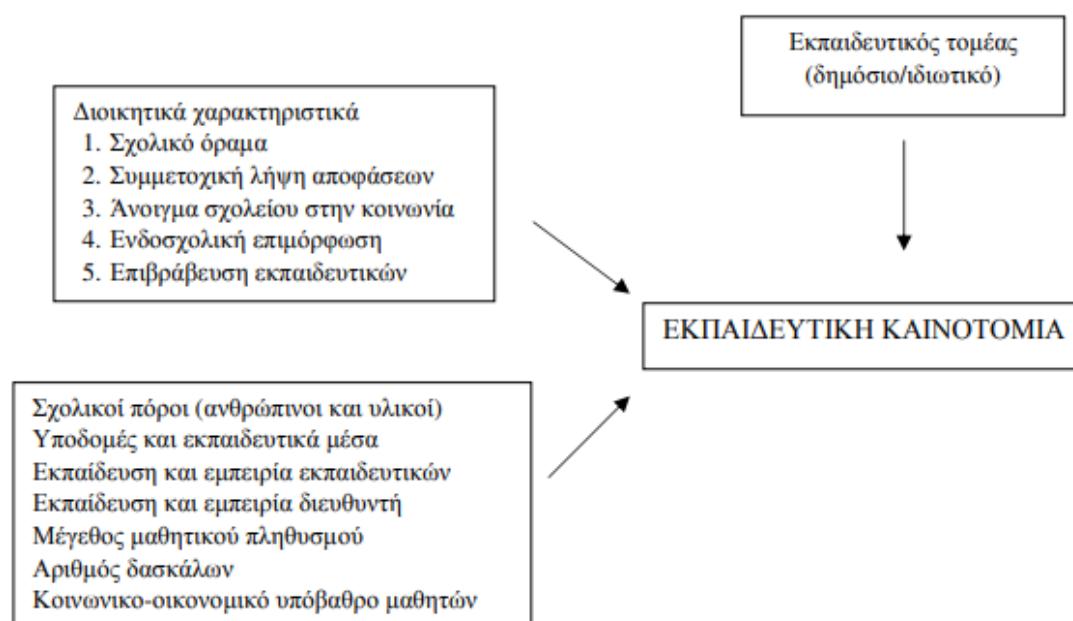 Εκπαιδευτικός τομέας
(δημόσιο/ιδιωτικό)
Διοικητικά χαρακτηριστικά
1. Σχολικό όραμα
2. Συμμετοχική λήψη αποφάσεων
3. Άνοιγμα σχολείου στην κοινωνία
4. Ενδοσχολική επιμόρφωση
5. Επιβράβευση εκπαιδευτικών
ΕΚΠΑΙΔΕΥΤΙΚΗ ΚΑΙΝΟΤΟΜΙΑ
Σχολικοί πόροι (ανθρώπινοι και υλικοί)
Υποδομές και εκπαιδευτικά μέσα
Εκπαίδευση και εμπειρία εκπαιδευτικών
Εκπαίδευση και εμπειρία διευθυντή
Μέγεθος μαθητικού πληθυσμού
Αριθμός δασκάλων
Κοινωνικο-οικονομικό υπόβαθρο μαθητών